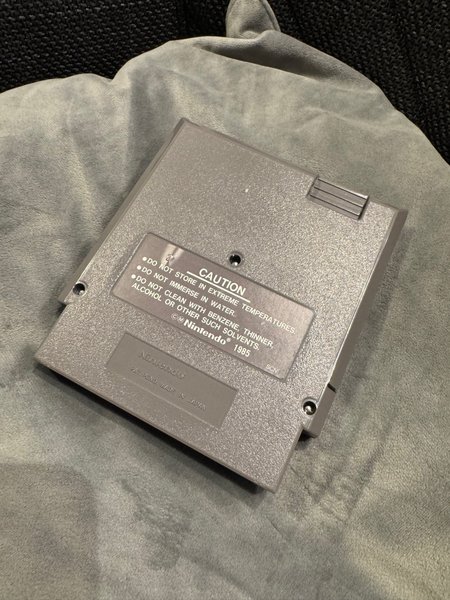 CAUTION
•DO NOT STORE IN EXTREME TEMPERATURES.
•DO NOT IMMERSE IN WATER.
•DO NOT CLEAN WITH BENZENE, THINNER,
ALCOHOL OR OTHER SUCH SOLVENTS.
Nintendo® 1985